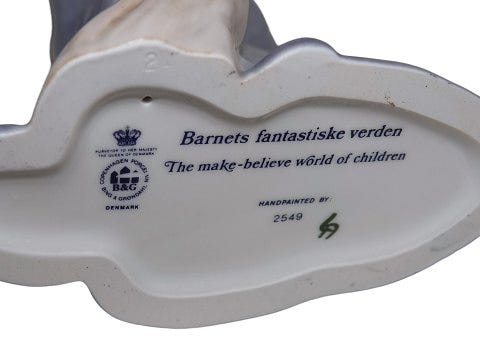 2
PURVEYOR TO HER MAJESTY
THE QUEEN OF DENMARK
COPENHAGEN PORCELAIN
B&G
BING & GRØNDAHL
DENMARK
Barnets fantastiske verden
The make-believe world of children
HANDPAINTED BY:
2549